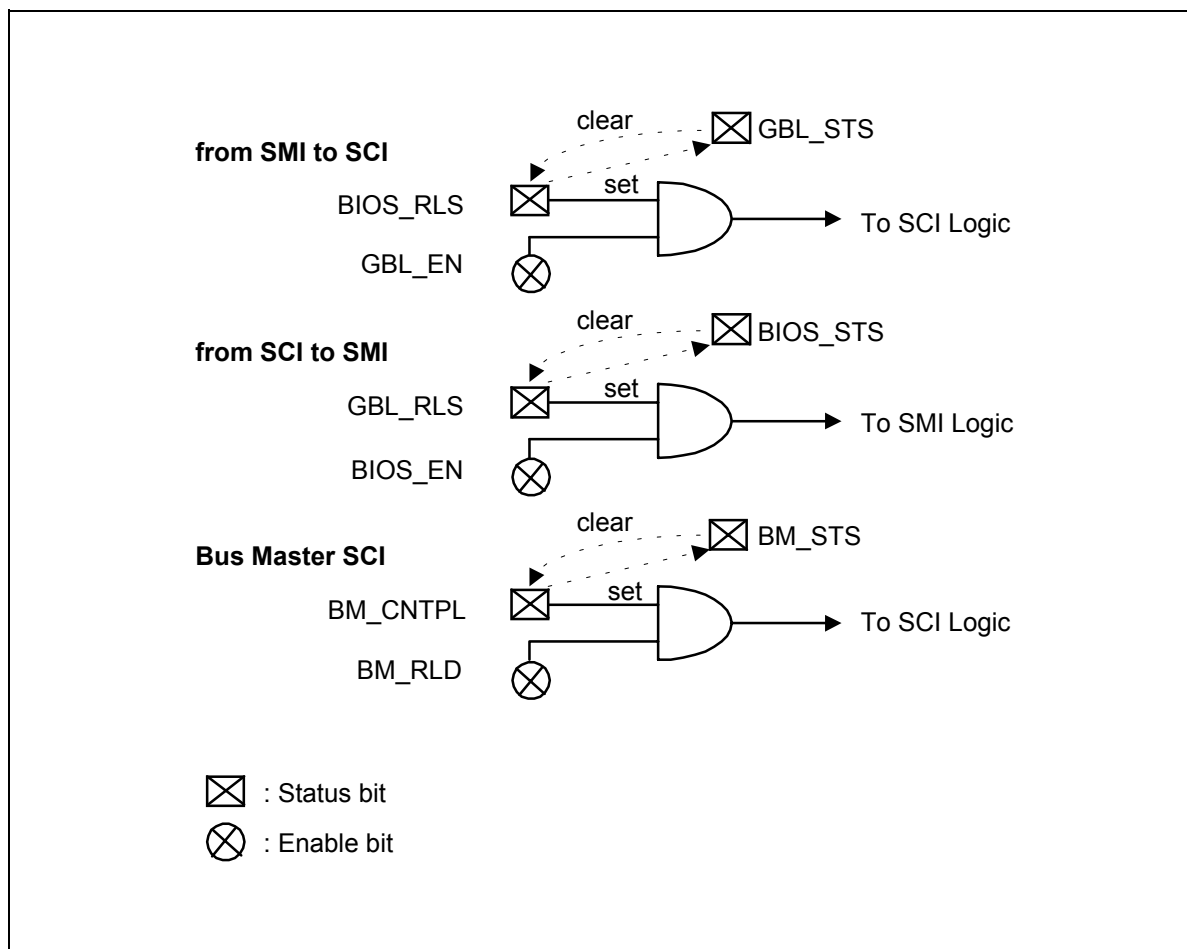 clear
GBL_STS
from SMI to SCI
set
BIOS_RLS
To SCI Logic
GBL_EN
clear
BIOS_STS
from SCI to SMI
set
GBL_RLS
To SMI Logic
BIOS_EN
clear
BM_STS
Bus Master SCI
set
BM_CNTPL
To SCI Logic
BM_RLD
: Status bit
: Enable bit